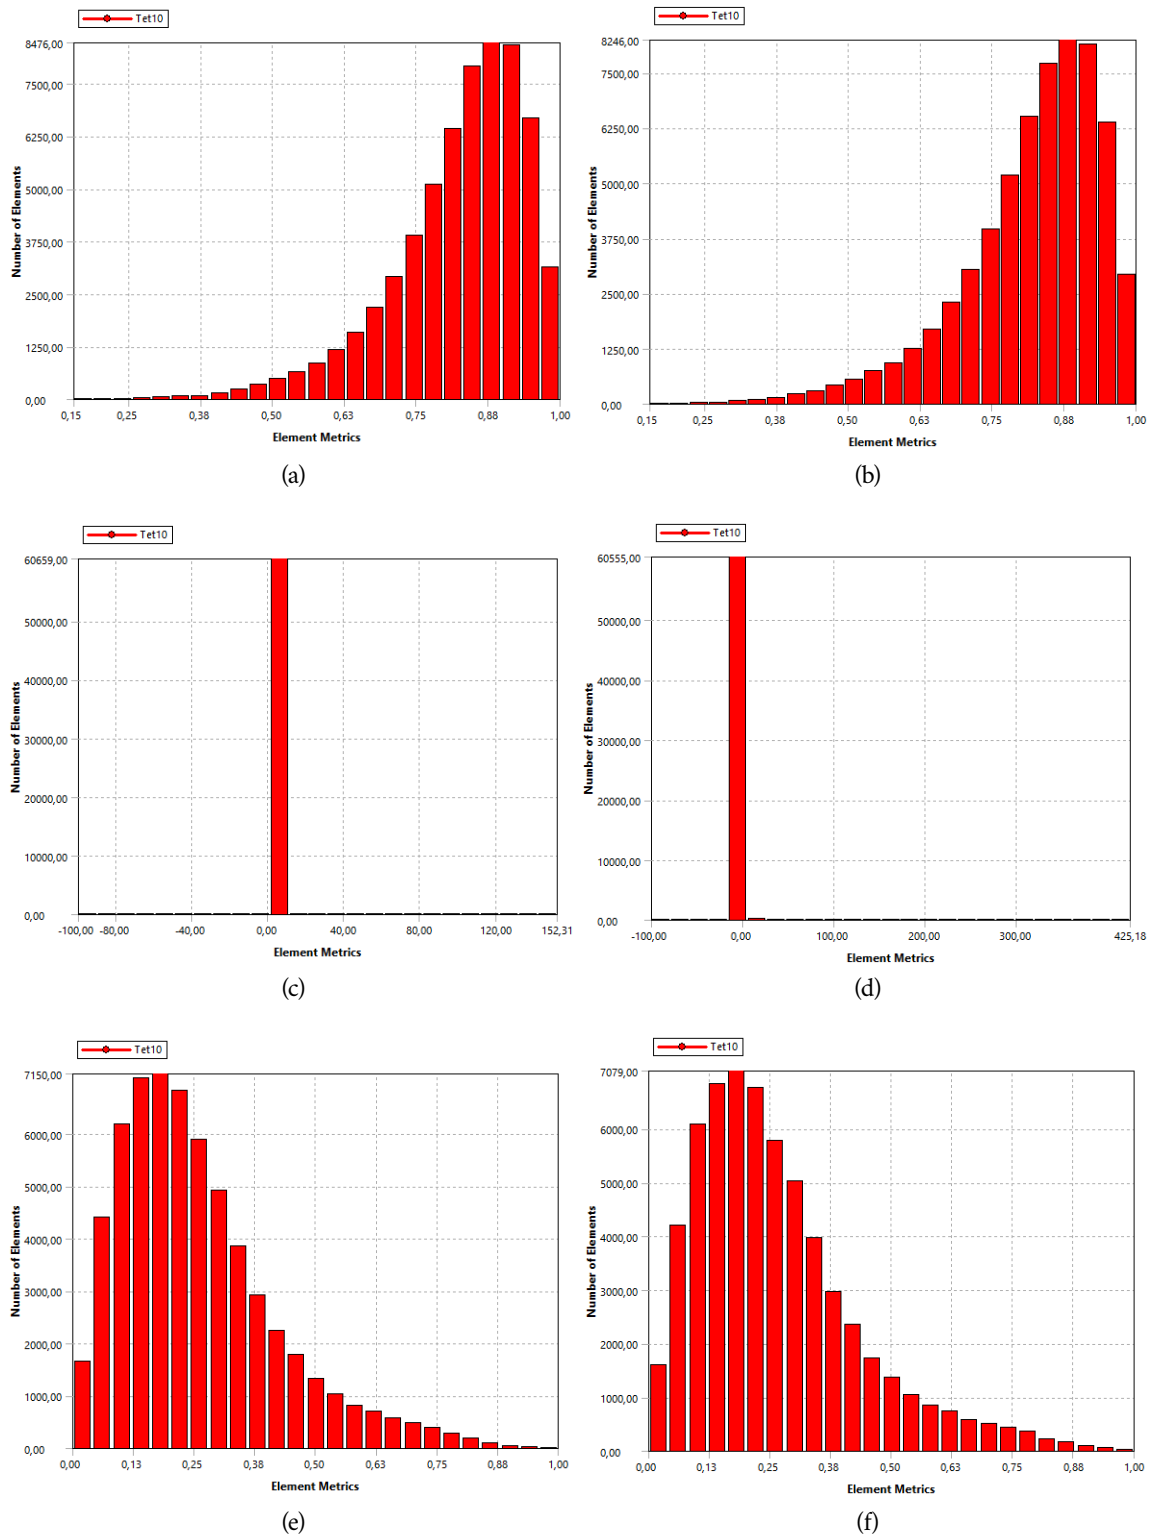 Tet10
8476,00
7500,00
6250,00
5000,00
3750,00
2500,00
1250,00
0,00
Number of Elements
0,15 0,25 0,38 0,50 0,63 0,75 0,88 1,00
Element Metrics
(a)
Tet10
8246,00
7500,00
6250,00
5000,00
3750,00
2500,00
1250,00
0,00
Number of Elements
0,15 0,25 0,38 0,50 0,63 0,75 0,88 1,00
Element Metrics
(b)
Tet10
60659,00
50000,00
40000,00
30000,00
20000,00
10000,00
0,00
Number of Elements
-100,00 -80,00 -40,00 0,00 40,00 80,00 120,00 152,31
Element Metrics
(c)
Tet10
60555,00
50000,00
40000,00
30000,00
20000,00
10000,00
0,00
Number of Elements
-100,00 0,00 100,00 200,00 300,00 425,18
Element Metrics
(d)
Tet10
7150,00
6000,00
5000,00
4000,00
3000,00
2000,00
1000,00
0,00
Number of Elements
0,00 0,13 0,25 0,38 0,50 0,63 0,75 0,88 1,00
Element Metrics
(e)
Tet10
7079,00
6000,00
5000,00
4000,00
3000,00
2000,00
1000,00
0,00
Number of Elements
0,00 0,13 0,25 0,38 0,50 0,63 0,75 0,88 1,00
Element Metrics
(f)